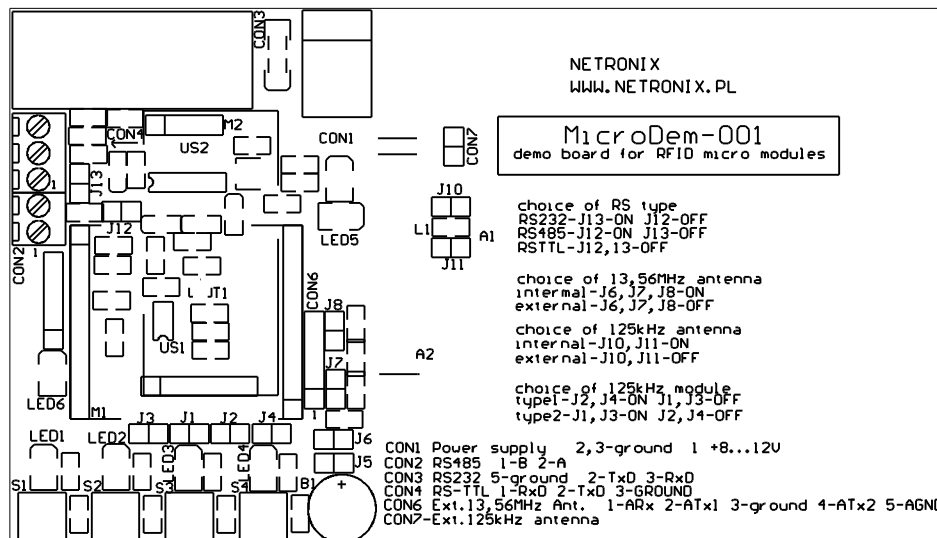 CON3
NETRONIX
WWW.NETRONIX.PL
M2
CON4
US2
CON1
CON7
MicroDem-001
demo board for RFID micro modules
1
J13
J10
L1
A1
J11
choice of RS type
RS232-J13-ON J12-OFF
RS485-J12-ON J13-OFF
RSTTL-J12,13-OFF
J12
LED5
CON2
1
CON6
choice of 13,56MHz antenna
intermal-J6,J7,J8-ON
external-J6,J7,J8-OFF
JT1
J8
US1
J7
A2
choice of 125kHz antenna
internal-J10,J11-ON
external-J10,J11-OFF
choice of 125kHz module
type1-J2,J4-ON J1,J3-OFF
type2-J1,J3-ON J2,J4-OFF
LED6
M1
1
J3
J1
J2
J4
J6
J5
LED1
LED2
LED3
LED4
S1
S2
S3
S4
B1
+
CON1 Power supply 2,3-ground 1 +8...12V
CON2 RS485 1-B 2-A
CON3 RS232 5-ground 2-TxD 3-RxD
CON4 RS-TTL 1-RxD 2-TxD 3-GROUND
CON6 Ext.13,56MHz Ant. 1-ARx 2-ATx1 3-ground 4-ATx2 5-AGND
CON7-Ext.125kHz antenna